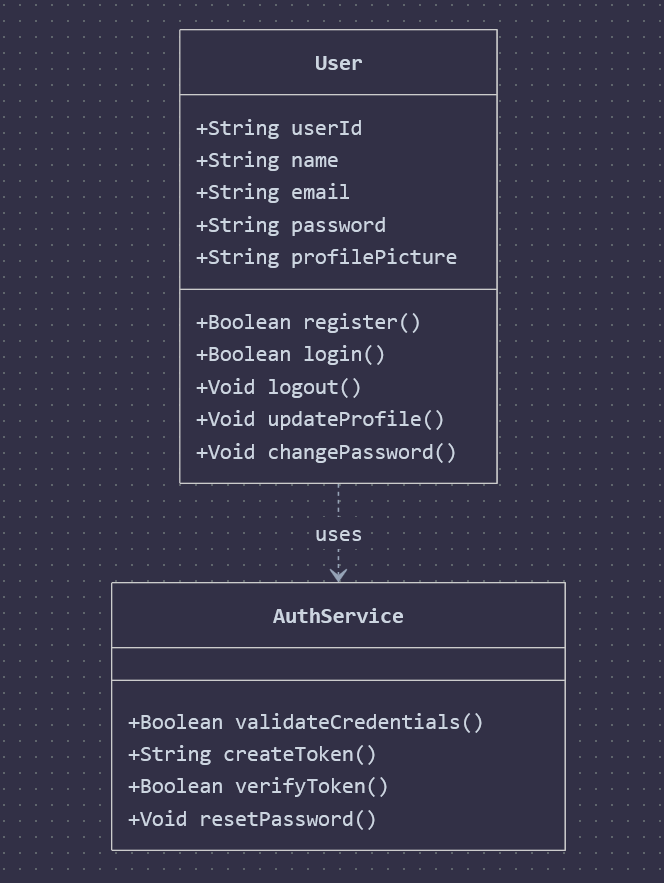 User
+String userId
+String name
+String email
+String password
+String profilePicture
+Boolean register()
+Boolean login()
+Void logout()
+Void updateProfile()
+Void changePassword()
uses
AuthService
+Boolean validateCredentials()
+String createToken()
+Boolean verifyToken()
+Void resetPassword()